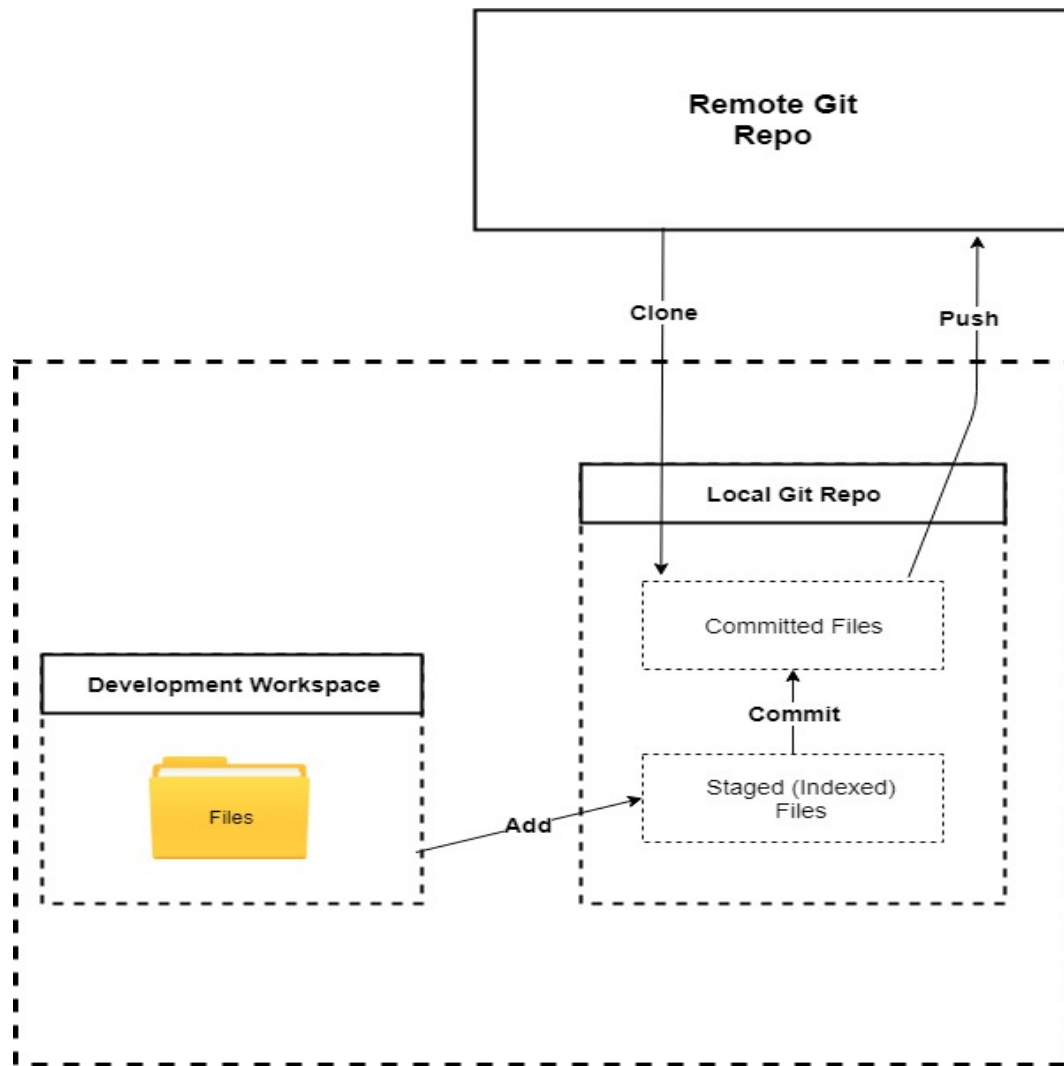 Remote Git
Repo
Clone
Push
Local Git Repo
Committed Files
Development Workspace
Commit
Staged (Indexed)
Files
Files
Add